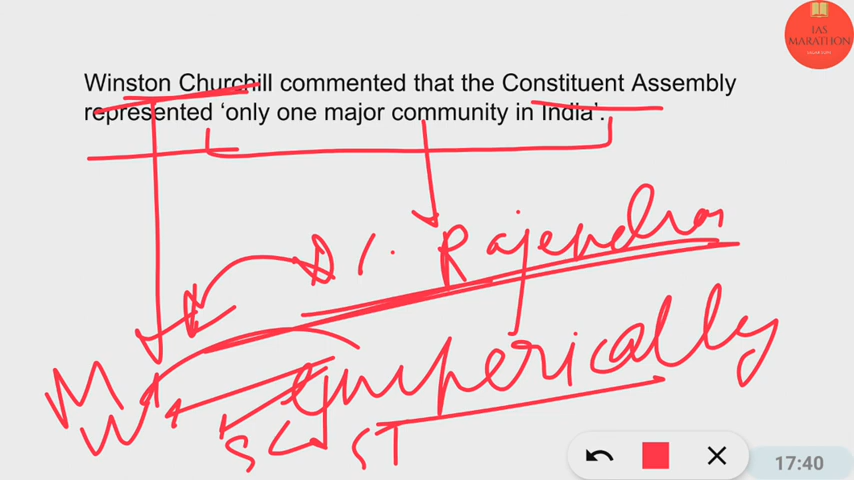 IAS
MARATHON
Winston Churchill commented that the Constituent Assembly
represented ‘only one major community in India’.
Dr. Rajendra
empherically
M
W
SC ST
17:40